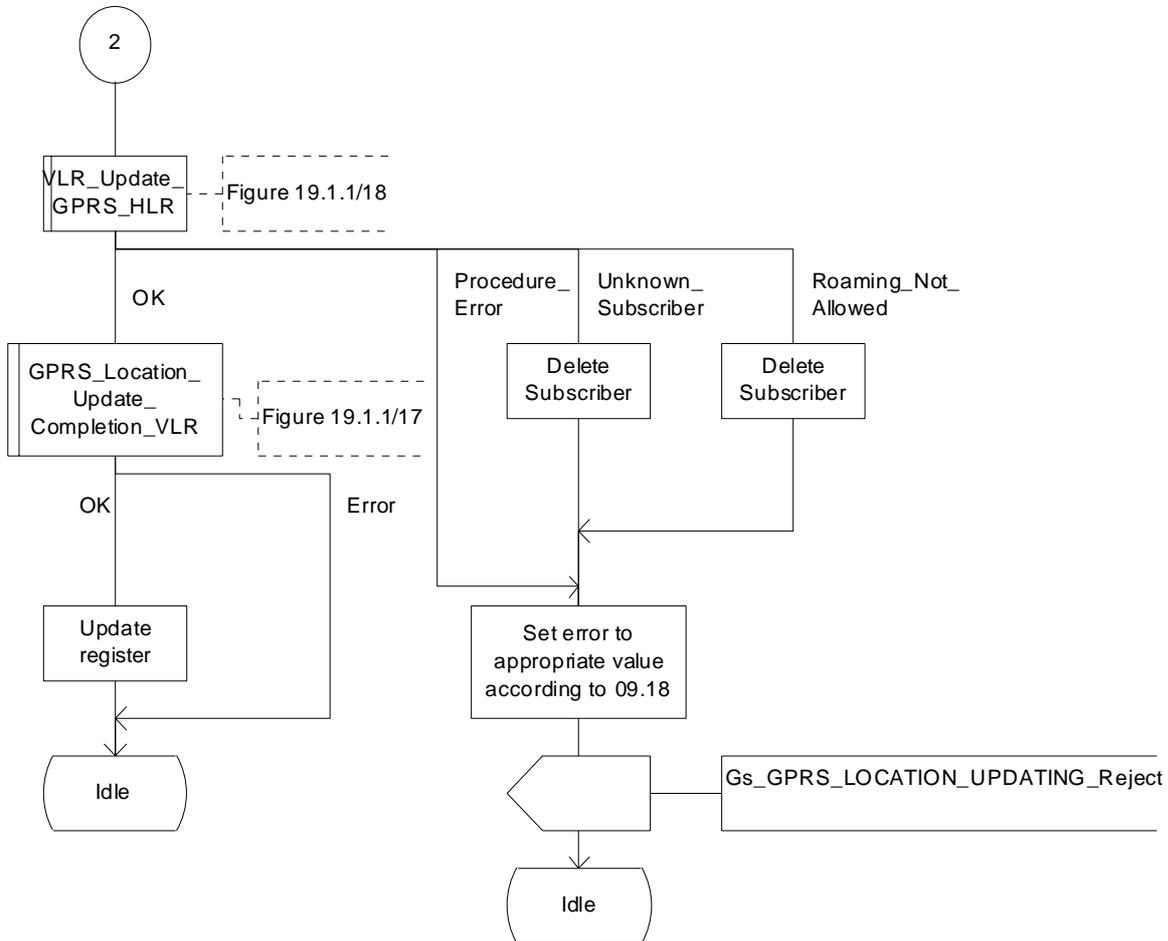 2
VLR_Update_
GPRS_HLR
Figure 19.1.1/18
OK
Procedure_
Error
Unknown_
Subscriber
Roaming_Not_
Allowed
GPRS_Location_
Update_
Completion_VLR
Figure 19.1.1/17
Delete
Subscriber
Delete
Subscriber
OK
Error
Update
register
Set error to
appropriate value
according to 09.18
Idle
Gs_GPRS_LOCATION_UPDATING_Reject
Idle